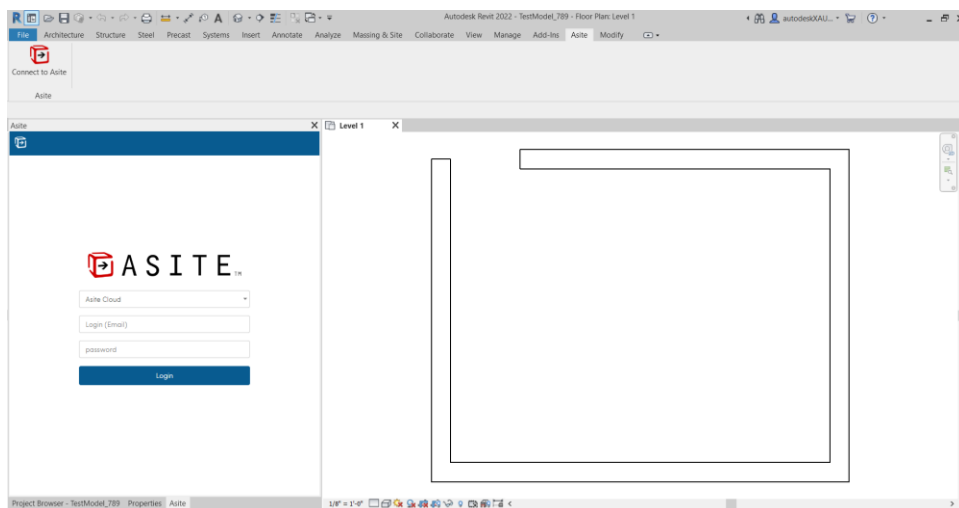 Autodesk Revit 2022 - TestModel_789 - Floor Plan: Level 1
autodeskXAU...
File Architecture Structure Steel Precast Systems Insert Annotate Analyze Massing & Site Collaborate View Manage Add-Ins Asite Modify
Connect to Asite
Asite
Asite
Level 1
ASITE™
Asite Cloud
Login (Email)
password
Login
Project Browser - TestModel_789 Properties Asite
1/8" = 1'-0"